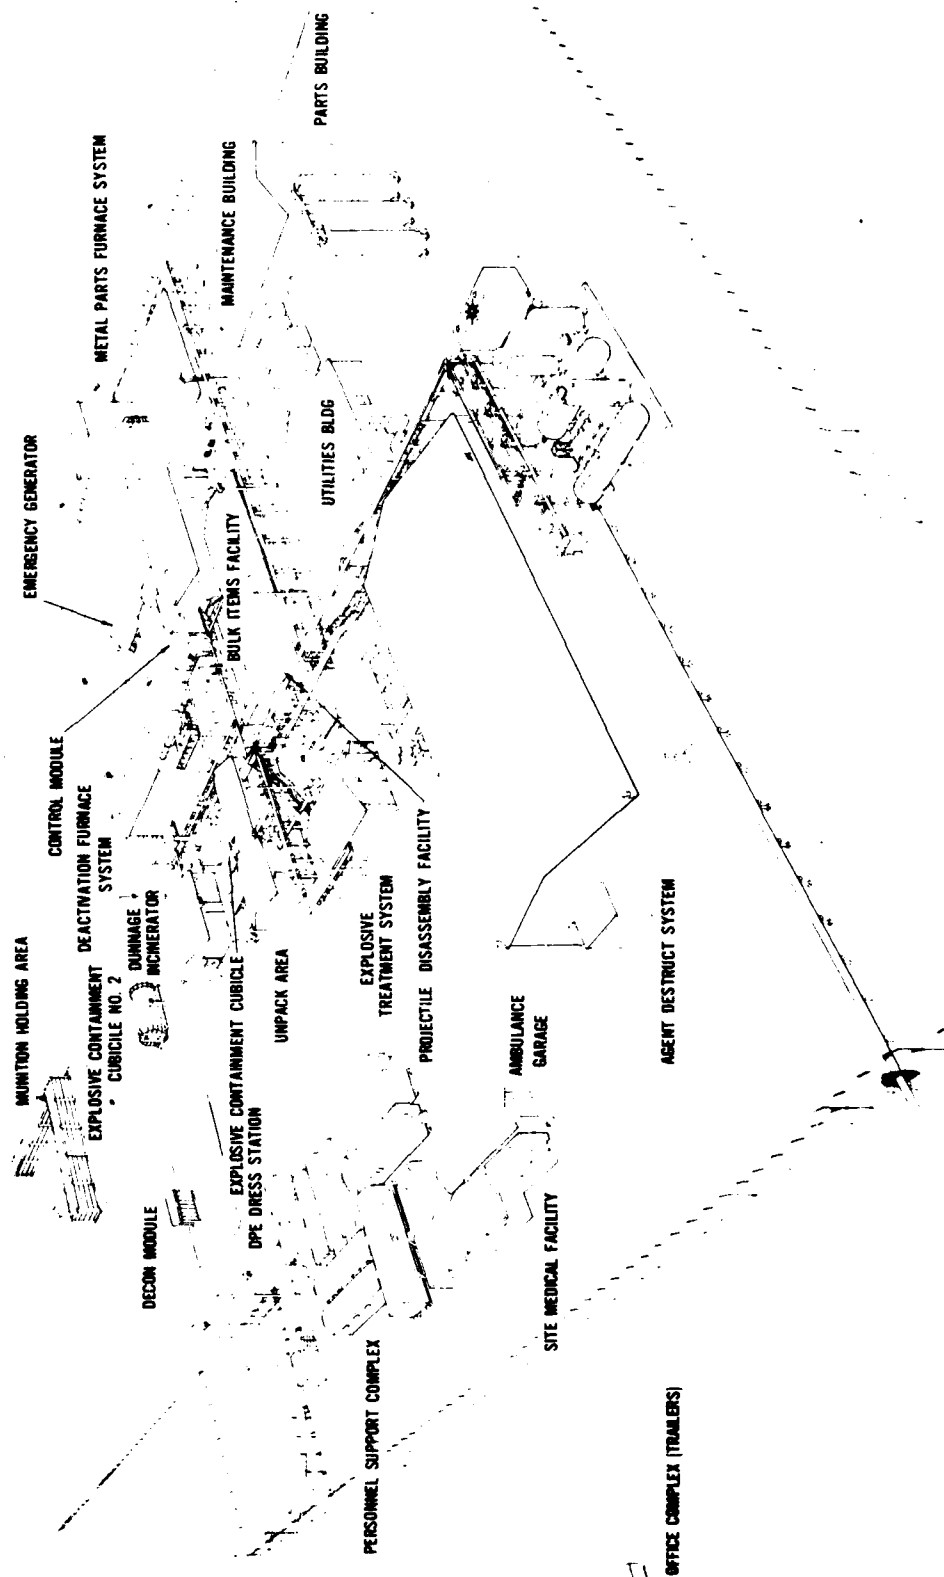 MUNITION HOLDING AREA
EMERGENCY GENERATOR
CONTROL MODULE
EXPLOSIVE CONTAINMENT
CUBICILE NO. 2
DEACTIVATION FURNACE
SYSTEM
METAL PARTS FURNACE SYSTEM
DUNNAGE
INCINERATOR
DECON MODULE
MAINTENANCE BUILDING
BULK ITEMS FACILITY
EXPLOSIVE CONTAINMENT CUBICLE
DPE DRESS STATION
UNPACK AREA
PARTS BUILDING
UTILITIES BLDG
EXPLOSIVE
TREATMENT SYSTEM
PERSONNEL SUPPORT COMPLEX
PROJECTILE DISASSEMBLY FACILITY
AMBULANCE
GARAGE
SITE MEDICAL FACILITY
AGENT DESTRUCT SYSTEM
OFFICE COMPLEX (TRAILERS)